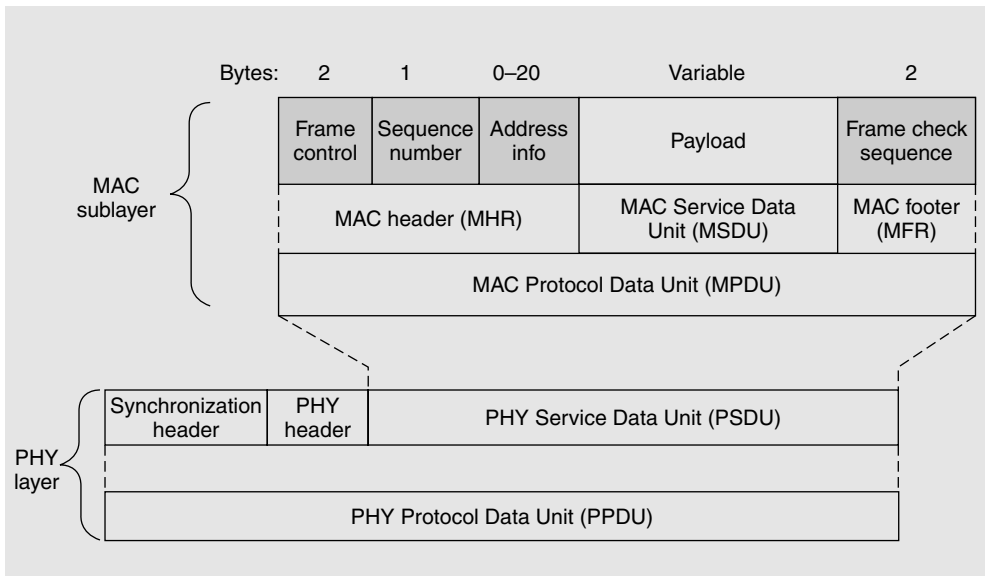 Bytes: 2 1 0–20 Variable 2
Frame control
Sequence number
Address info
Payload
Frame check sequence
MAC sublayer
MAC header (MHR)
MAC Service Data Unit (MSDU)
MAC footer (MFR)
MAC Protocol Data Unit (MPDU)
Synchronization header
PHY header
PHY Service Data Unit (PSDU)
PHY layer
PHY Protocol Data Unit (PPDU)